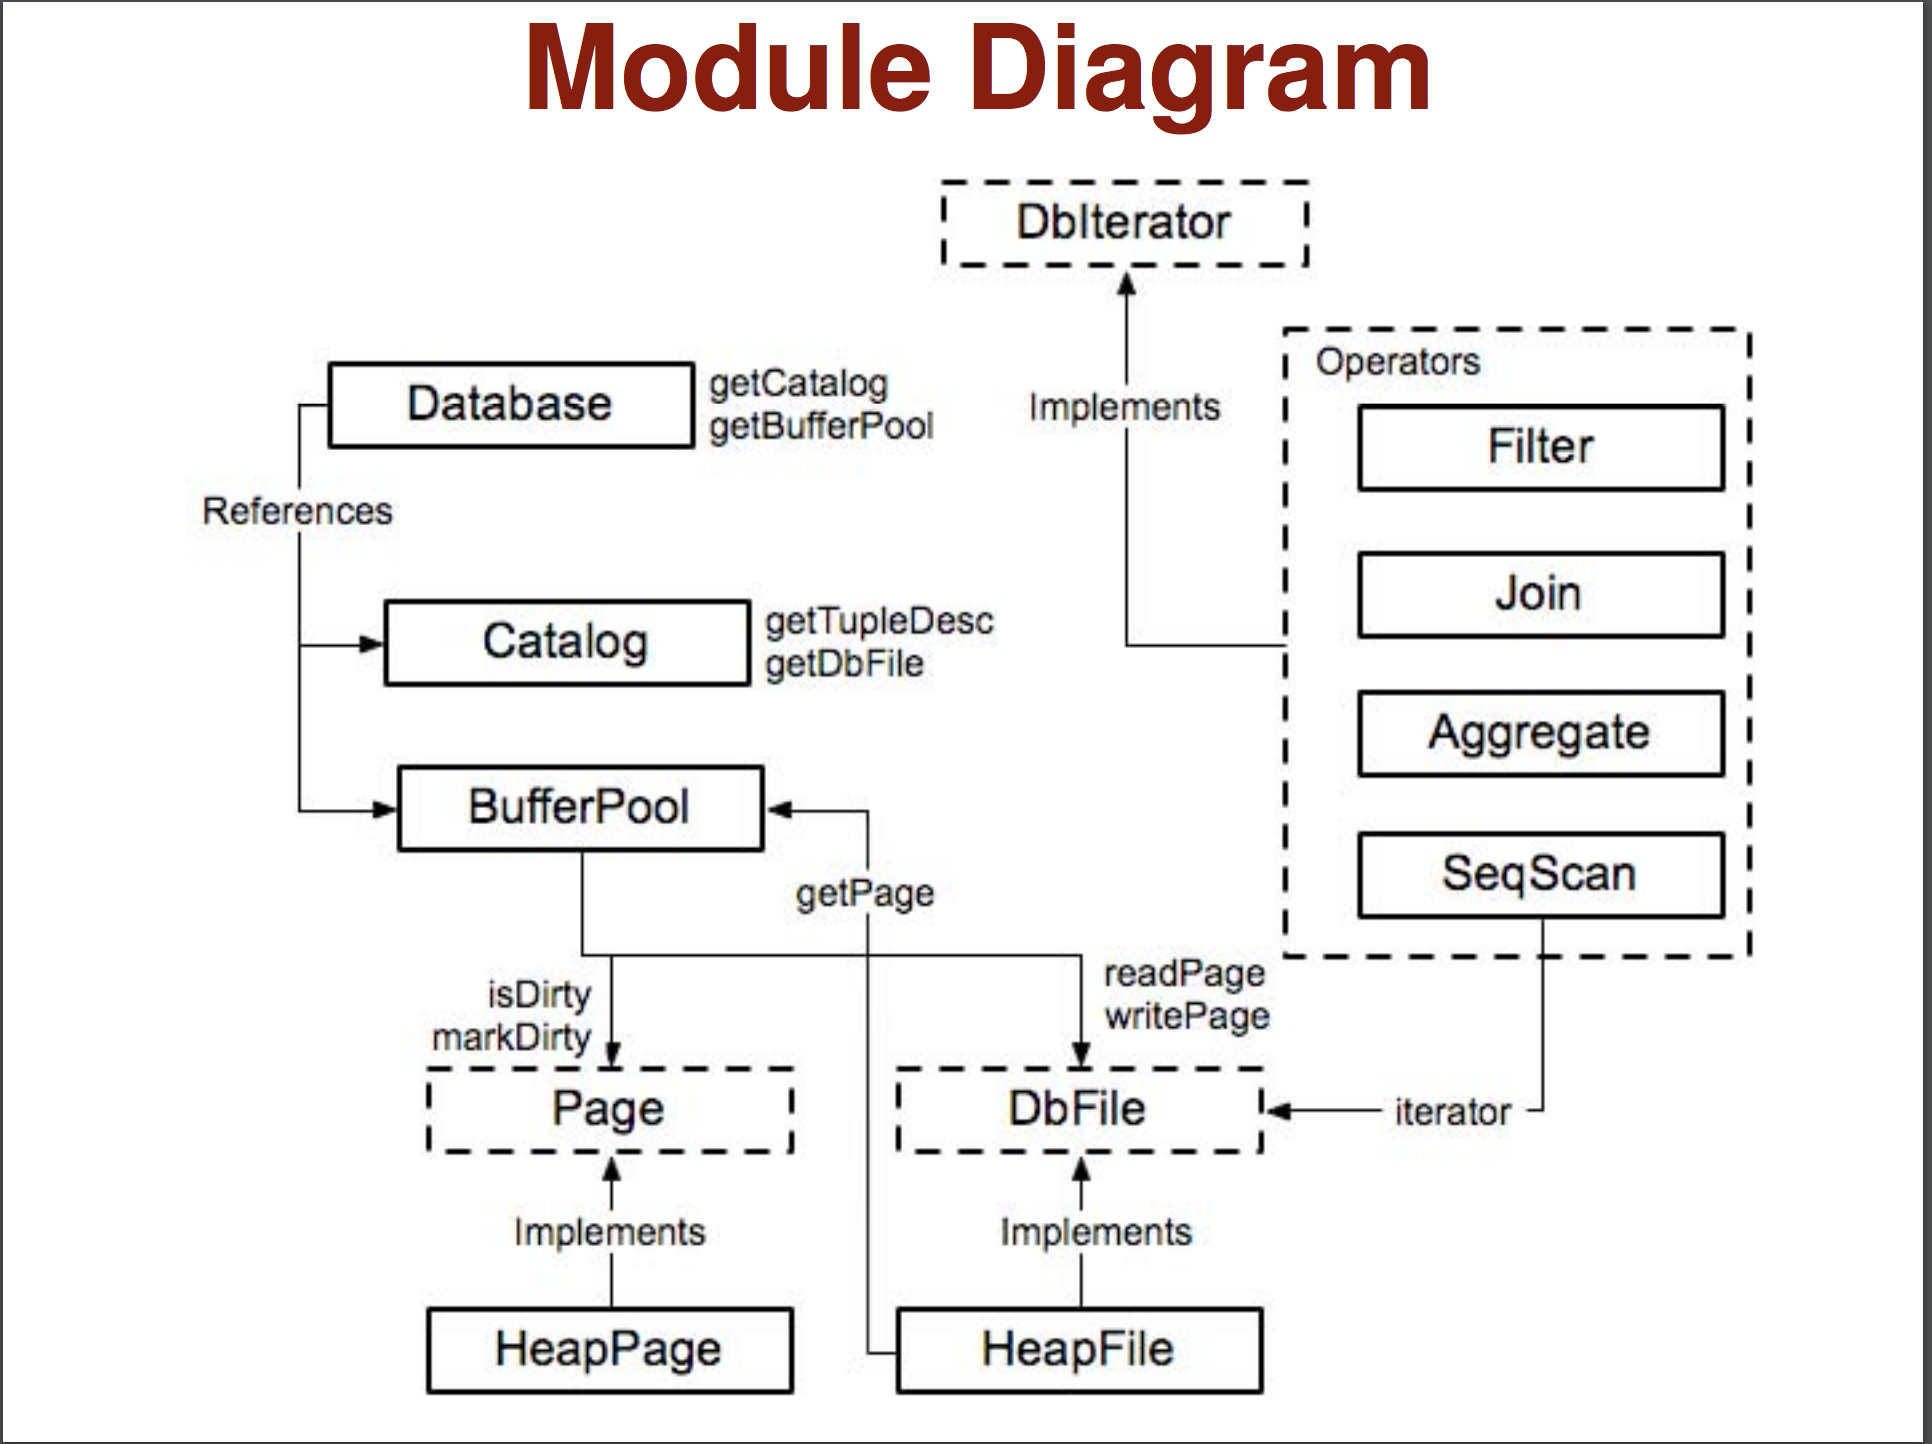 Module Diagram
DbIterator
Operators
Database
getCatalog
getBufferPool
Implements
Filter
References
Join
Catalog
getTupleDesc
getDbFile
Aggregate
BufferPool
getPage
SeqScan
isDirty
markDirty
readPage
writePage
Page
DbFile
iterator
Implements
Implements
HeapPage
HeapFile